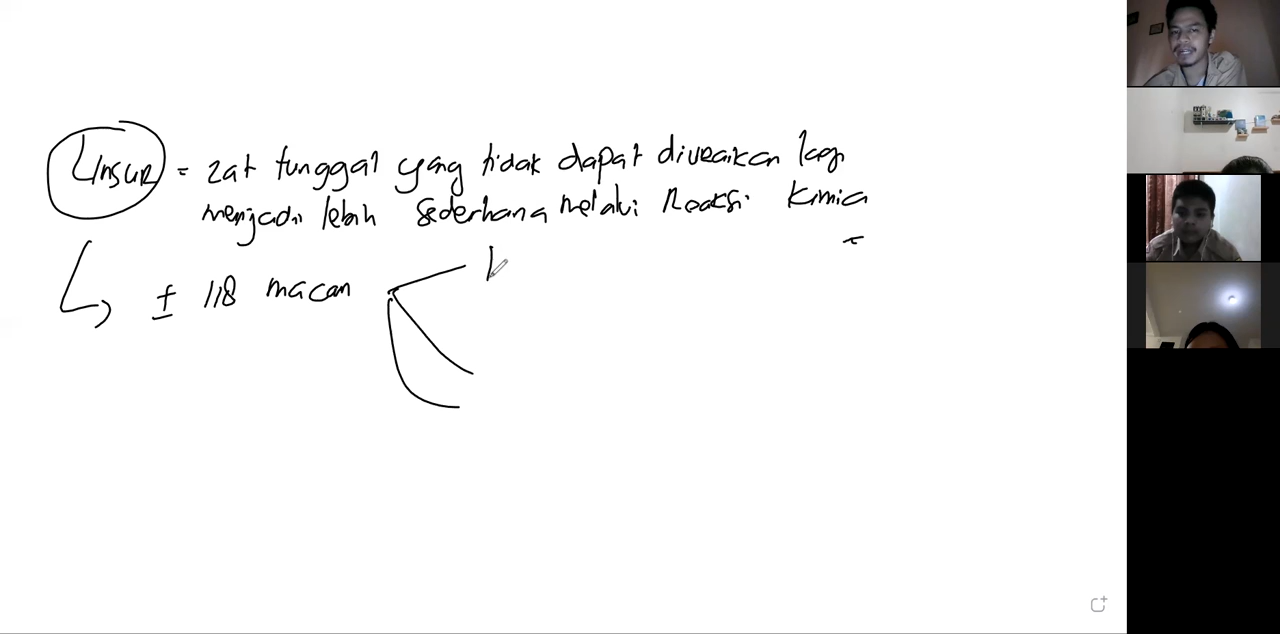 Unsur = zat tunggal yang tidak dapat diuraikan lagi
menjadi lebih sederhana melalui Reaksi Kimia
± 118 macam